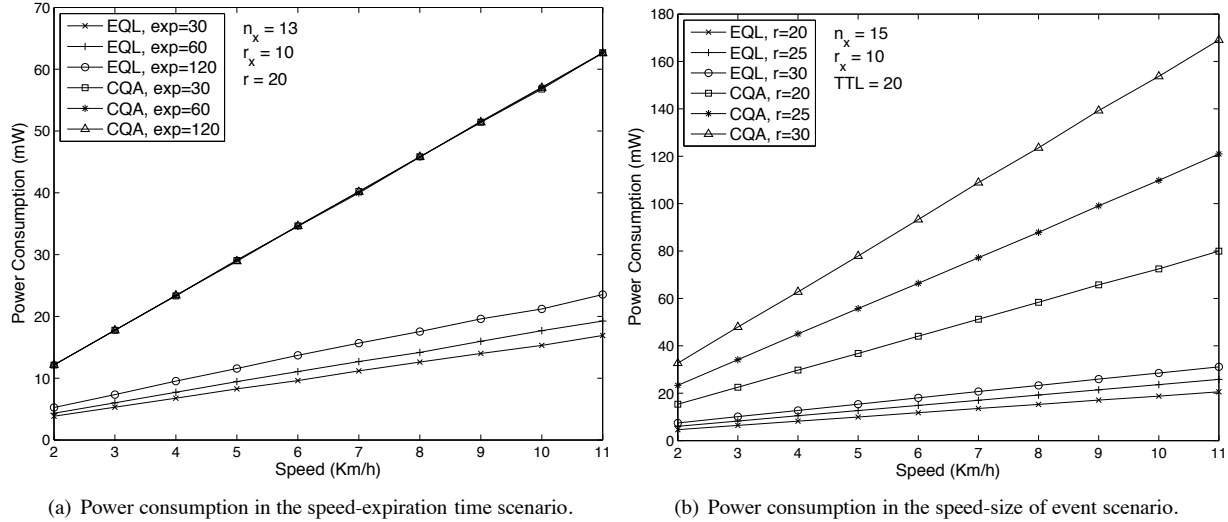 70
60
50
40
30
20
10
0
Power Consumption (mW)
EQL, exp=30
EQL, exp=60
EQL, exp=120
CQA, exp=30
CQA, exp=60
CQA, exp=120
n_x = 13
r_x = 10
r = 20
2 3 4 5 6 7 8 9 10 11
Speed (Km/h)
(a) Power consumption in the speed-expiration time scenario.
180
160
140
120
100
80
60
40
20
0
Power Consumption (mW)
EQL, r=20
EQL, r=25
EQL, r=30
CQA, r=20
CQA, r=25
CQA, r=30
n_x = 15
r_x = 10
TTL = 20
2 3 4 5 6 7 8 9 10 11
Speed (Km/h)
(b) Power consumption in the speed-size of event scenario.